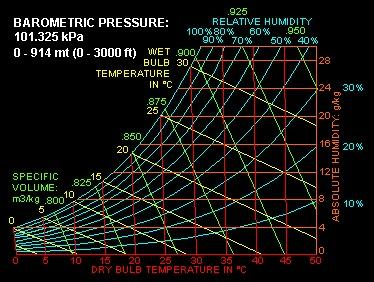 BAROMETRIC PRESSURE:
101.325 kPa
0 - 914 mt (0 - 3000 ft)
.925
RELATIVE HUMIDITY
100% 80% 60% .950
90% 70% 50% 40%
WET
BULB
TEMPERATURE
IN °C
.900
30
28
24
30%
.875
25
20
20%
.850
20
16
ABSOLUTE HUMIDITY: g/kg
SPECIFIC
VOLUME:
m3/kg
.825
15
12
10
.800
8
10%
5
4
0
0
0 5 10 15 20 25 30 35 40 45 50
DRY BULB TEMPERATURE IN °C